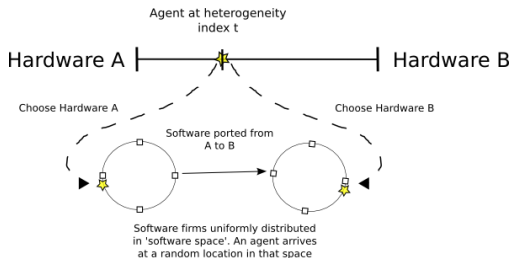 Agent at heterogeneity
index t
Hardware A
Hardware B
Choose Hardware A
Choose Hardware B
Software ported from
A to B
Software firms uniformly distributed
in 'software space'. An agent arrives
at a random location in that space